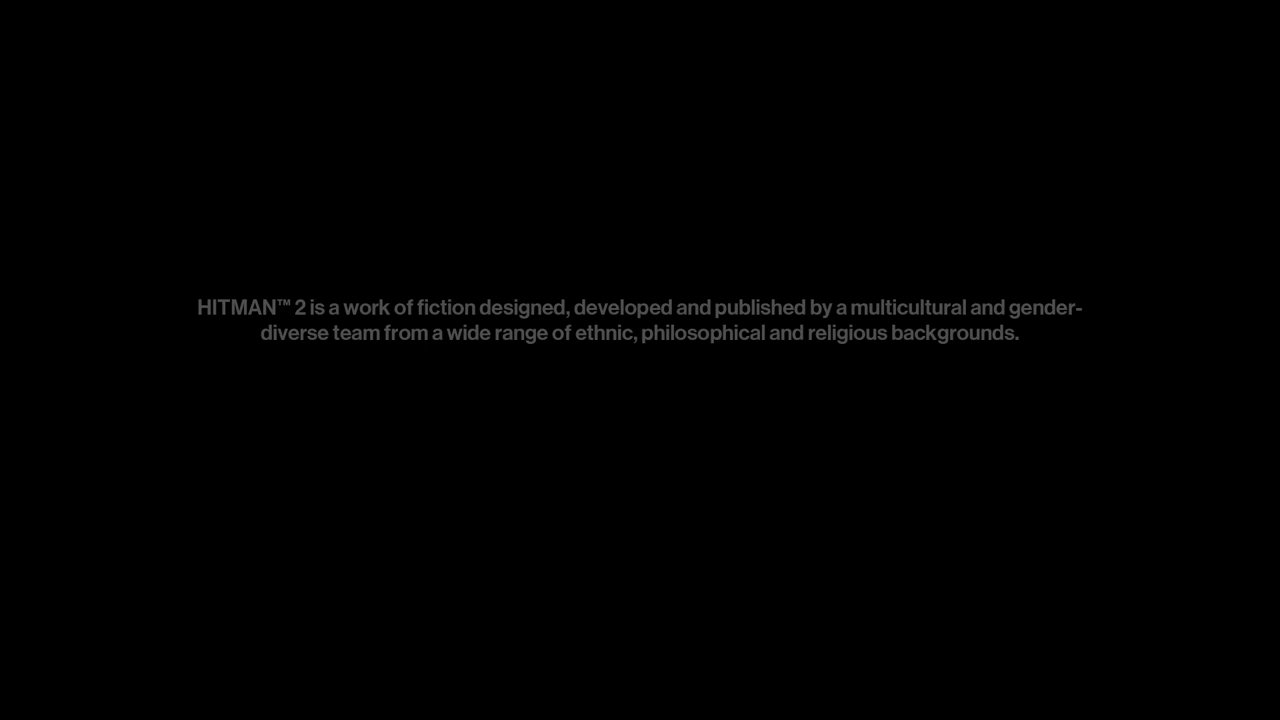 HITMAN™ 2 is a work of fiction designed, developed and published by a multicultural and gender-
diverse team from a wide range of ethnic, philosophical and religious backgrounds.